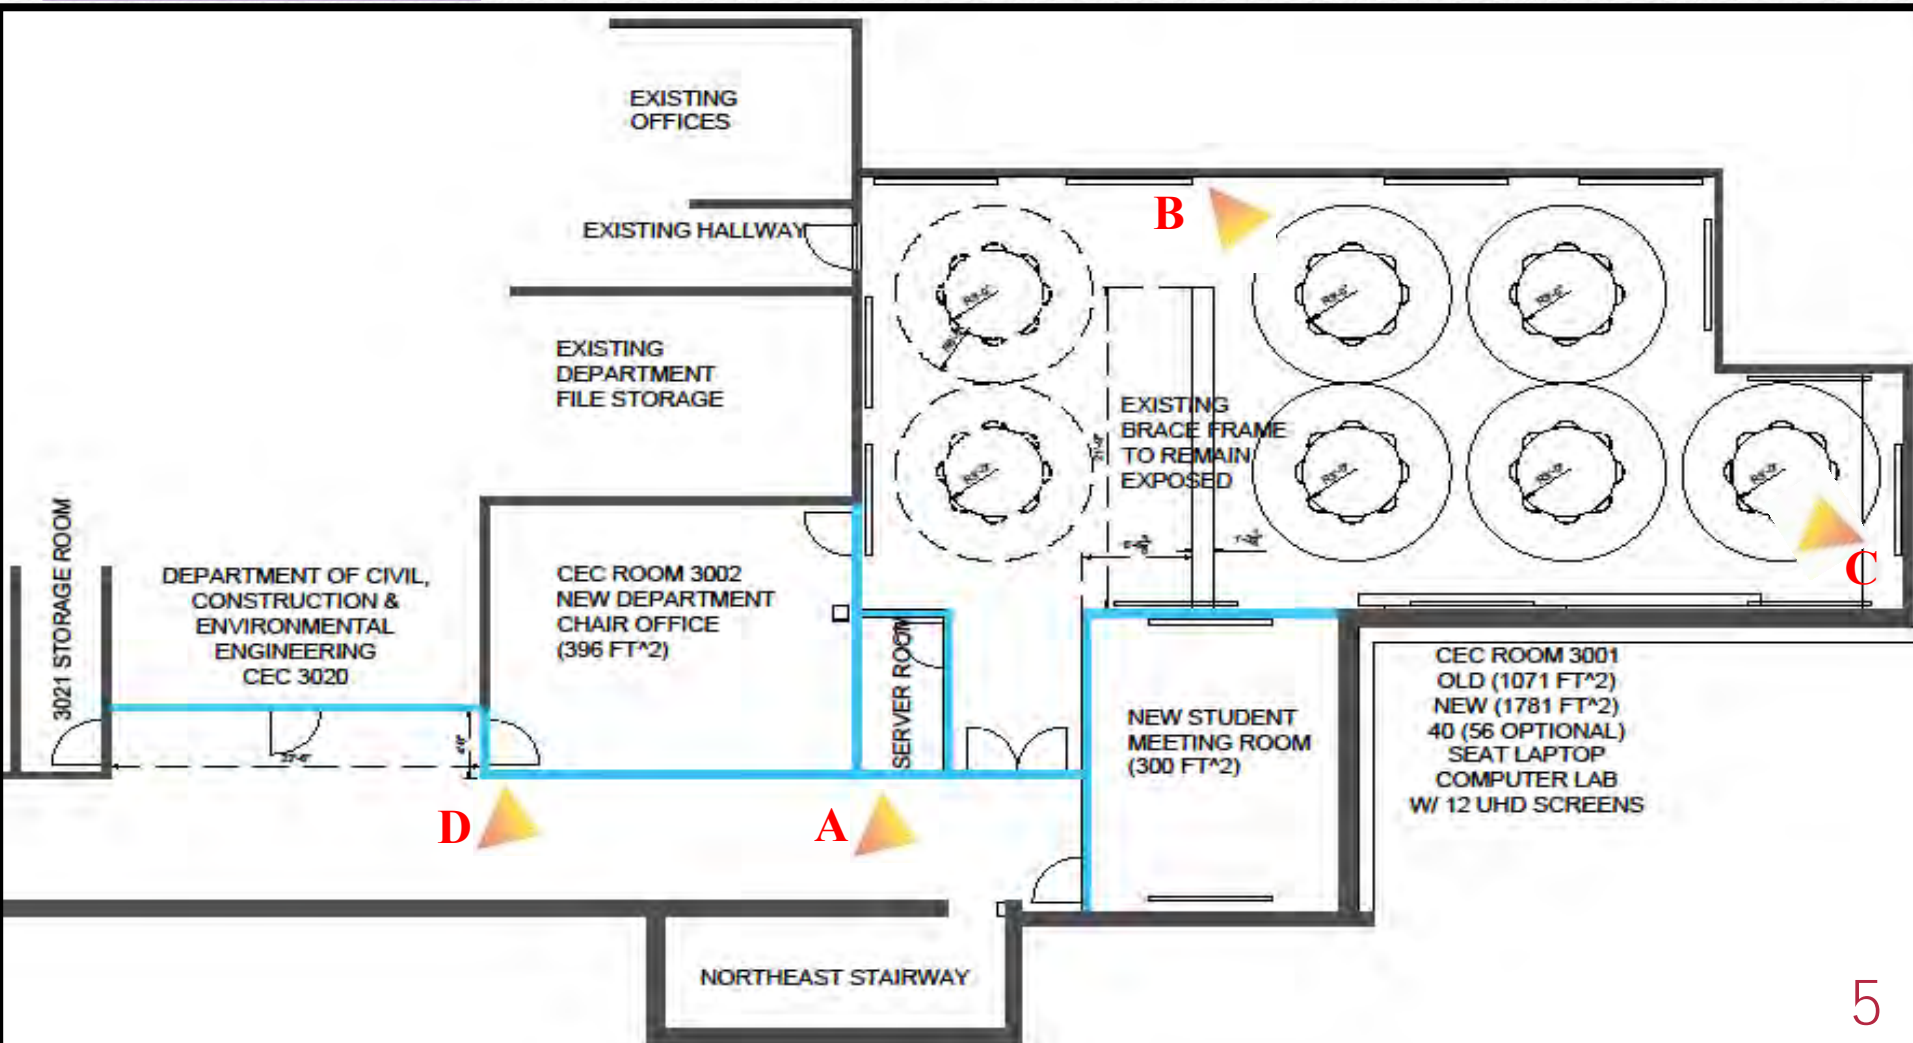 EXISTING
OFFICES
B
EXISTING HALLWAY
EXISTING
DEPARTMENT
FILE STORAGE
EXISTING
BRACE FRAME
TO REMAIN
EXPOSED
C
3021 STORAGE ROOM
DEPARTMENT OF CIVIL,
CONSTRUCTION &
ENVIRONMENTAL
ENGINEERING
CEC 3020
CEC ROOM 3002
NEW DEPARTMENT
CHAIR OFFICE
(396 FT^2)
SERVER ROOM
NEW STUDENT
MEETING ROOM
(300 FT^2)
CEC ROOM 3001
OLD (1071 FT^2)
NEW (1781 FT^2)
40 (56 OPTIONAL)
SEAT LAPTOP
COMPUTER LAB
W/ 12 UHD SCREENS
D
A
NORTHEAST STAIRWAY
5